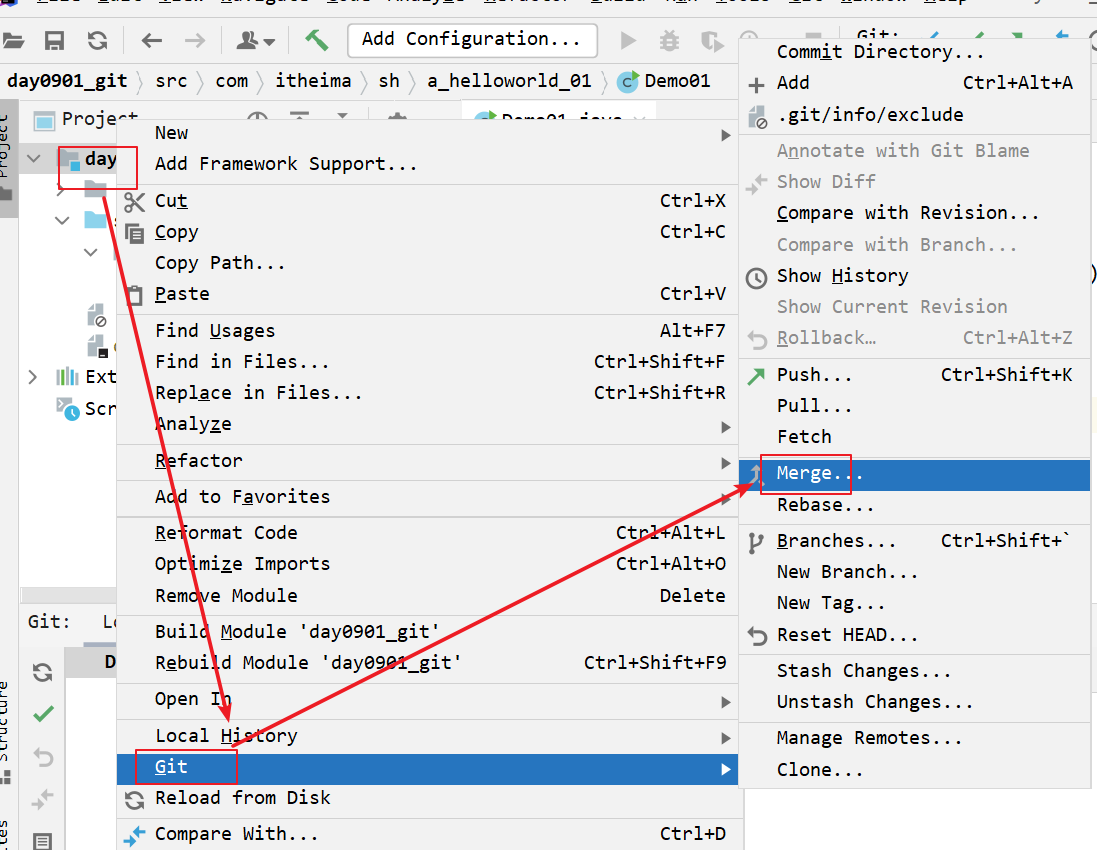 Add Configuration...
Git:
day0901_git
src
com
itheima
sh
a_helloworld_01
Demo01
Project
Project
day
Ext
Scr
Git:
Structure
New
Add Framework Support...
Cut Ctrl+X
Copy Ctrl+C
Copy Path...
Paste Ctrl+V
Find Usages Alt+F7
Find in Files... Ctrl+Shift+F
Replace in Files... Ctrl+Shift+R
Analyze
Refactor
Add to Favorites
Reformat Code Ctrl+Alt+L
Optimize Imports Ctrl+Alt+O
Remove Module Delete
Build Module 'day0901_git'
Rebuild Module 'day0901_git' Ctrl+Shift+F9
Open In
Local History
Git
Reload from Disk
Compare With... Ctrl+D
Commit Directory...
Add Ctrl+Alt+A
.git/info/exclude
Annotate with Git Blame
Show Diff
Compare with Revision...
Compare with Branch...
Show History
Show Current Revision
Rollback… Ctrl+Alt+Z
Push... Ctrl+Shift+K
Pull...
Fetch
Merge...
Rebase...
Branches... Ctrl+Shift+`
New Branch...
New Tag...
Reset HEAD...
Stash Changes...
Unstash Changes...
Manage Remotes...
Clone...